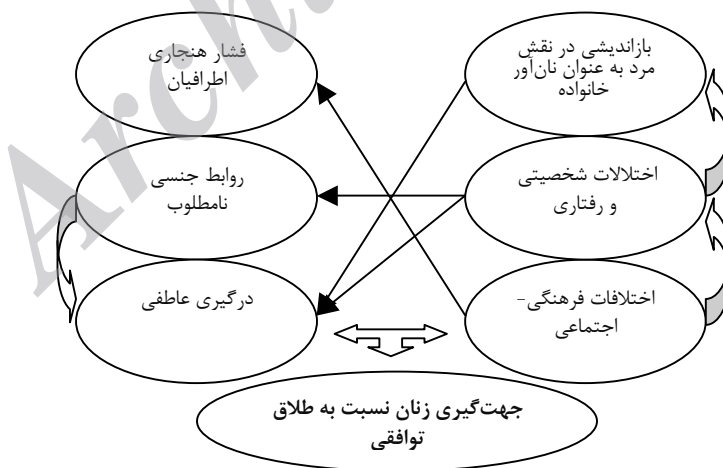 بازاندیشی در نقش
مرد به عنوان نان‌آور
خانواده
فشار هنجاری
اطرافیان
اختلالات شخصیتی
و رفتاری
روابط جنسی
نامطلوب
اختلافات فرهنگی-
اجتماعی
درگیری عاطفی
جهت‌گیری زنان نسبت به طلاق
توافقی